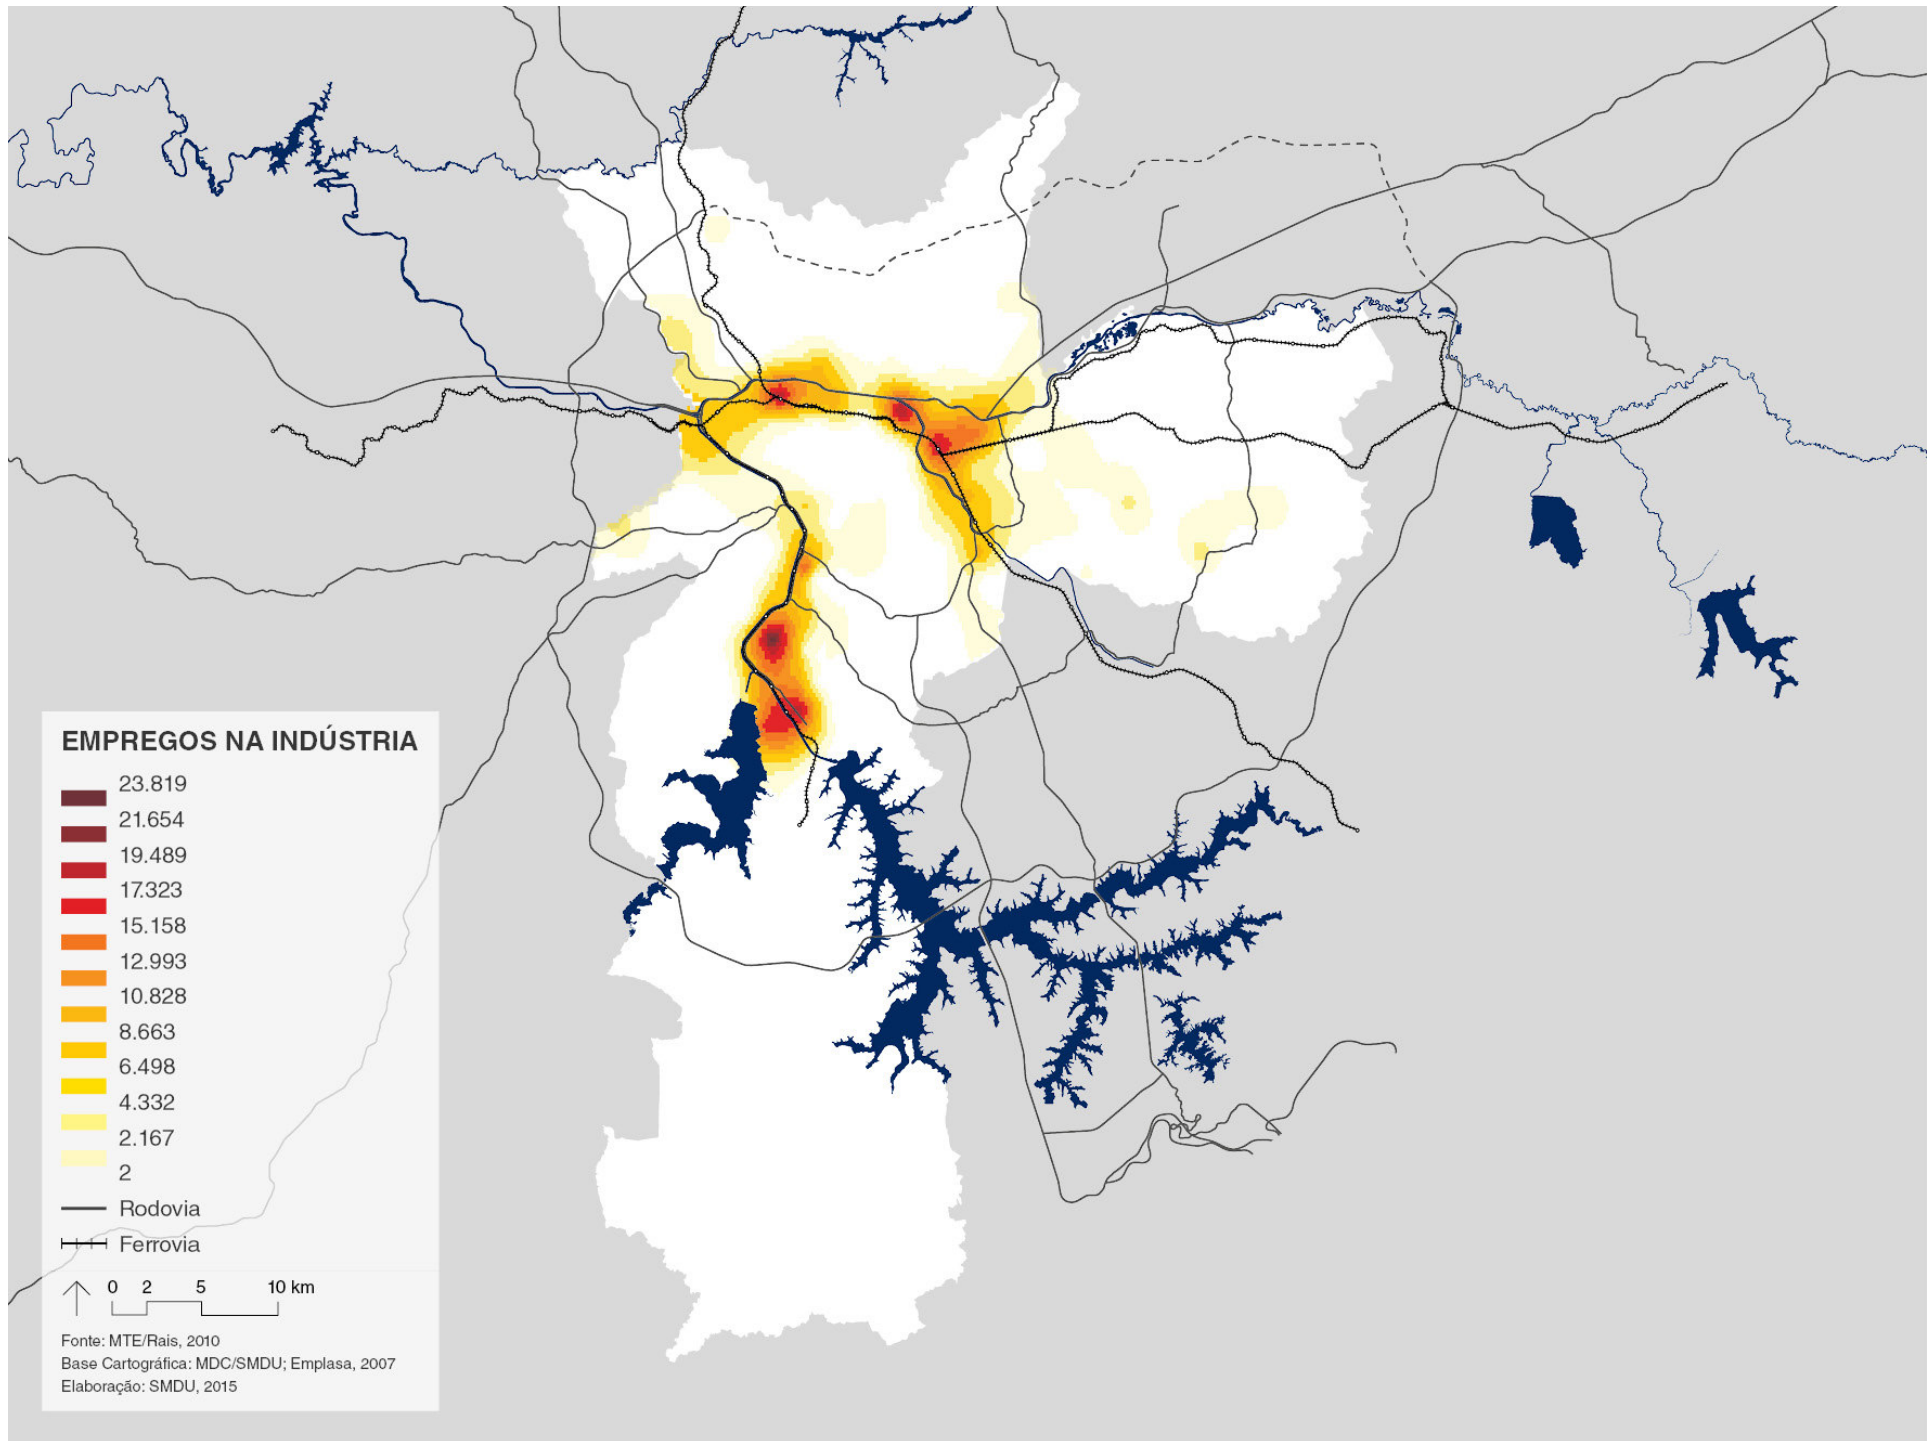 EMPREGOS NA INDÚSTRIA
23.819
21.654
19.489
17.323
15.158
12.993
10.828
8.663
6.498
4.332
2.167
2
Rodovia
Ferrovia
0 2 5 10 km
Fonte: MTE/Rais, 2010
Base Cartográfica: MDC/SMDU; Emplasa, 2007
Elaboração: SMDU, 2015